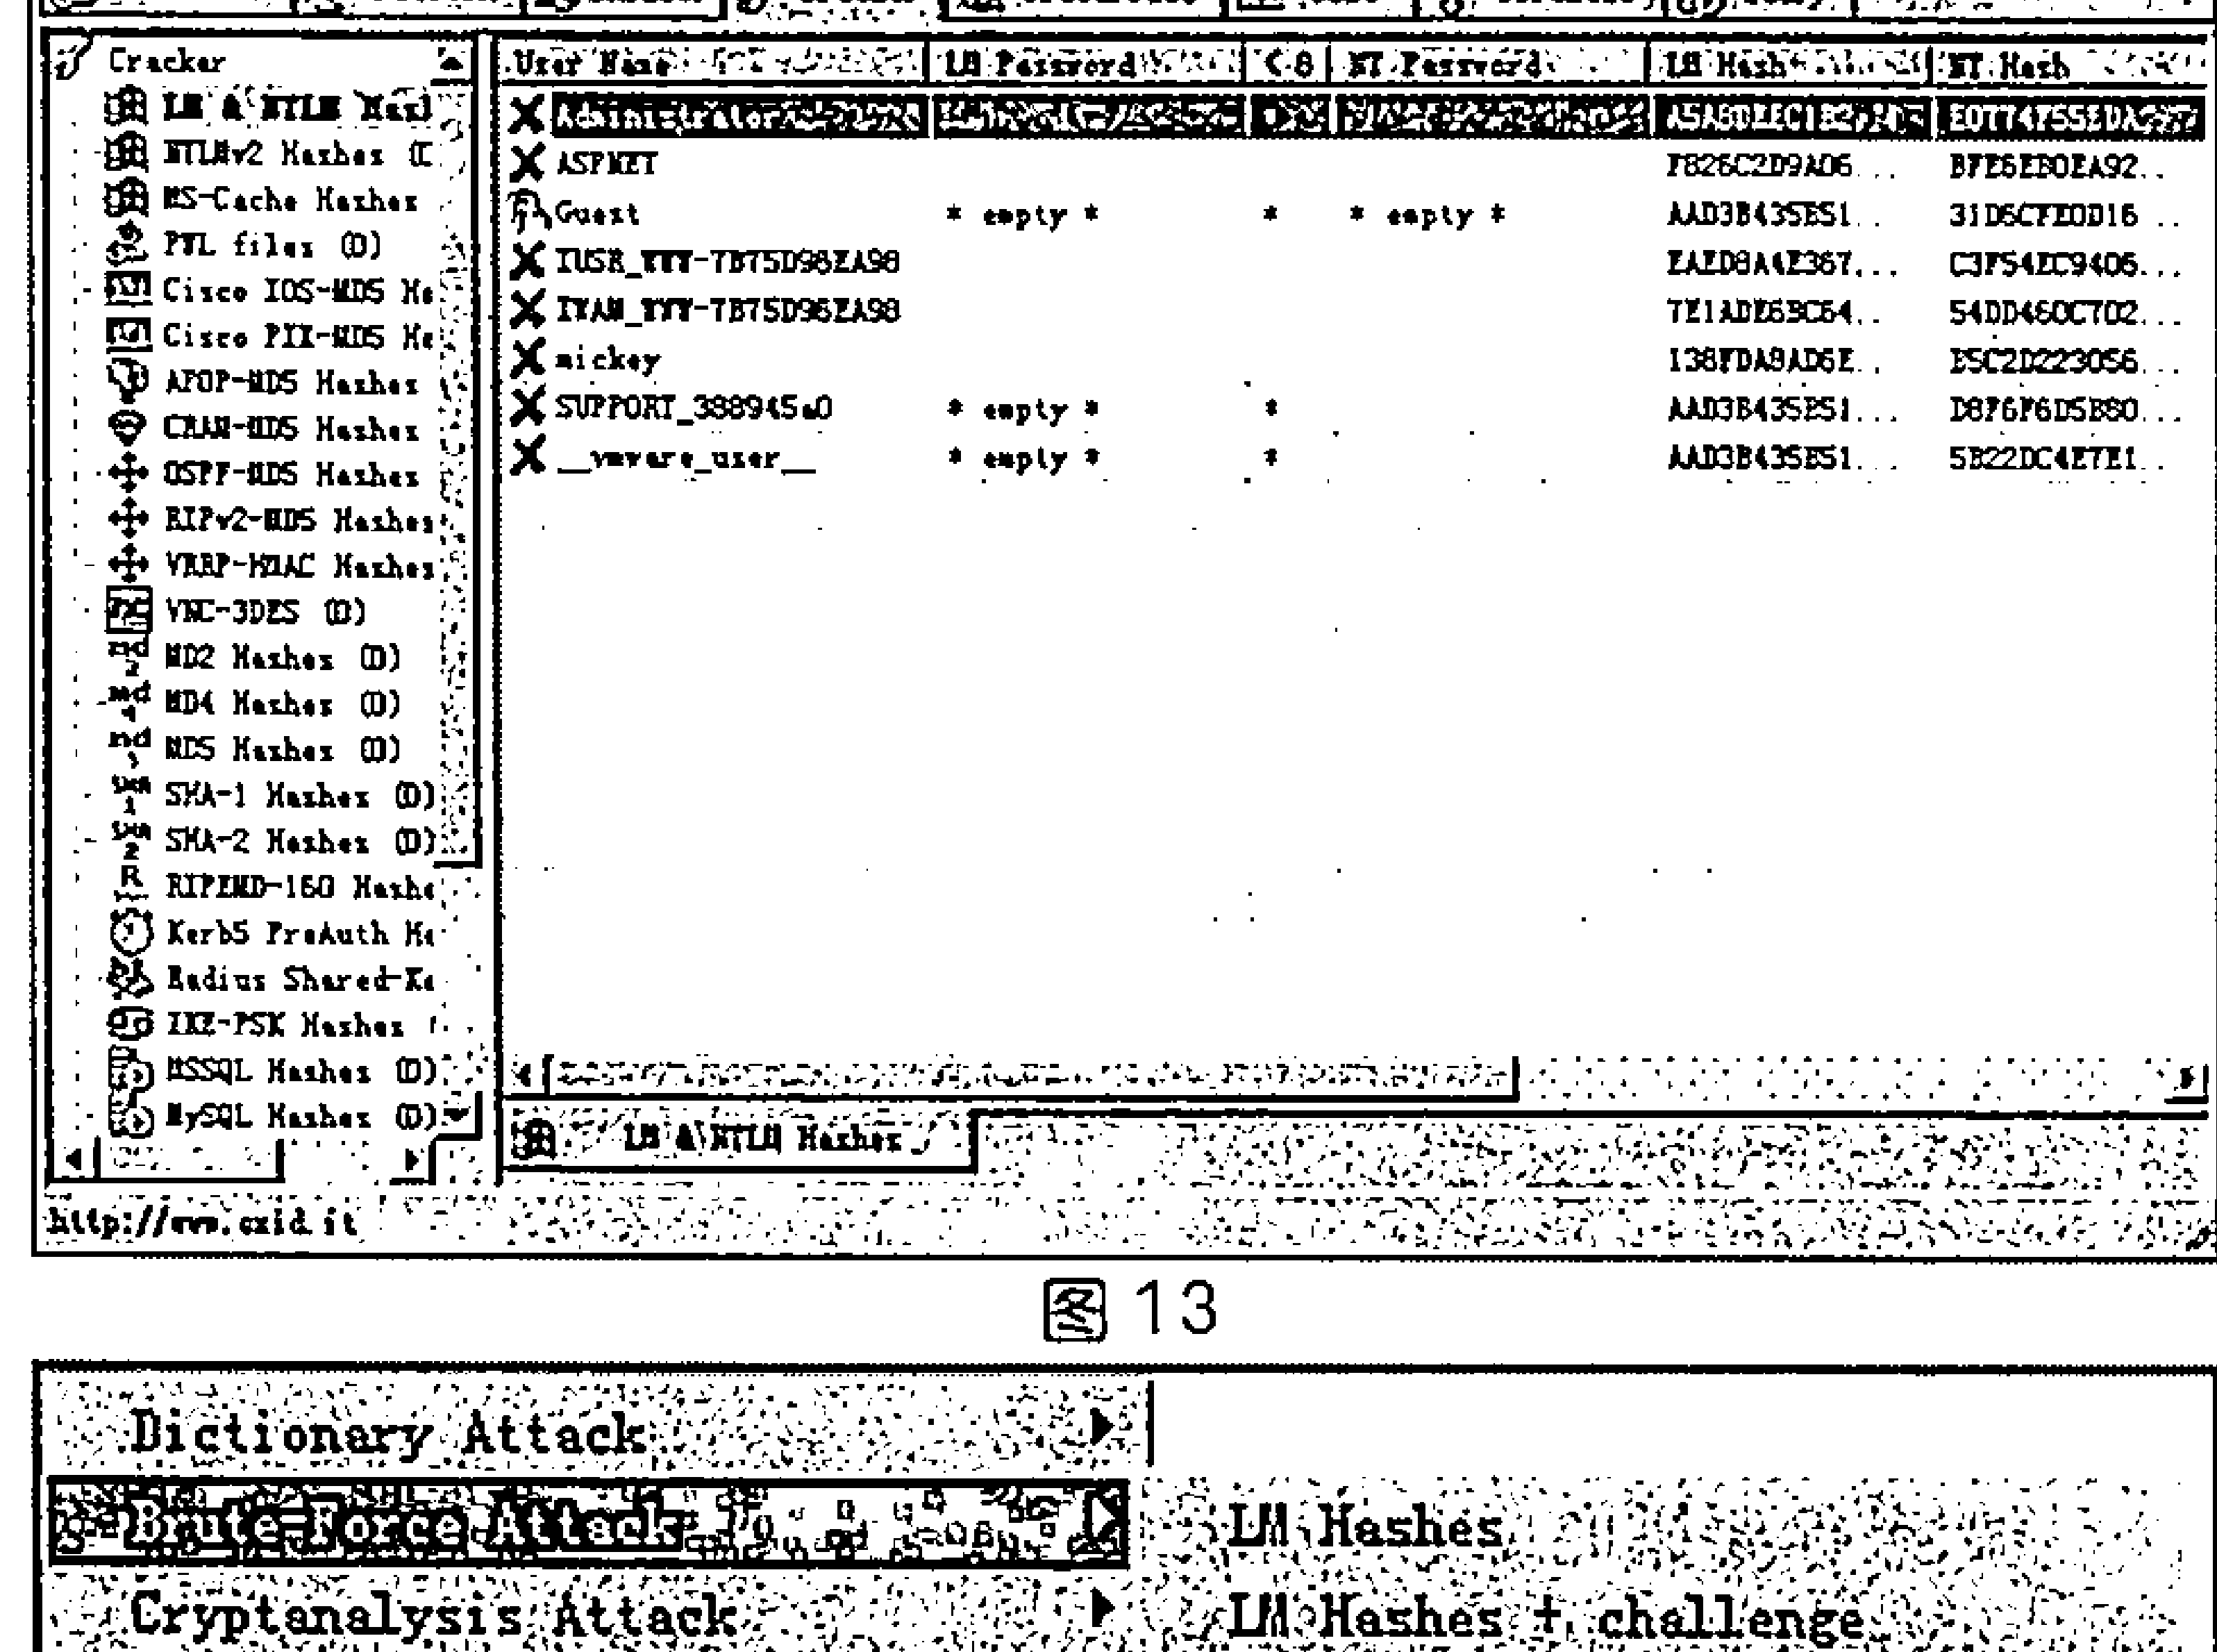 Cracker
LM & NTLM Hasl
NTLMv2 Hashes (
MS-Cache Hashes
PWL files (0)
Cisco IOS-MD5 Ha
Cisco PIX-MD5 Ha
APOP-MD5 Hashes
CRAM-MD5 Hashes
OSPF-MD5 Hashes
RIPv2-MD5 Hashes
VRRP-HMAC Hashes
VNC-3DES (0)
MD2 Hashes (0)
MD4 Hashes (0)
MD5 Hashes (0)
SHA-1 Hashes (0)
SHA-2 Hashes (0)
RIPEMD-160 Hashe
Kerb5 PreAuth Ha
Radius Shared-Ke
IKE-PSK Hashes
MSSQL Hashes (0)
MySQL Hashes (0)
User Name LM Password < 8 NT Password LM Hash NT Hash
Administrator
ASPNET F826C2D9A06... BFE6EB0EA92...
Guest * empty * * * empty * AAD3B435B51... 31D6CFE0D16...
IUSR_YYY-7B75D98EA98 EAED8A4E367... C3F54EC9406...
IWAM_YYY-7B75D98EA98 7E1ADE6BC64... 54DD460C702...
mickey 138FDA9AD6E... E5C2D223056...
SUPPORT_388945a0 * empty * * AAD3B435B51... D8F6F6D5B80...
__vmware_user__ * empty * * AAD3B435B51... 5B22DC4E7E1...
LM & NTLM Hashes
http://www.oxid.it
图 13
Dictionary Attack
Brute-Force Attack
LM Hashes
Cryptanalysis Attack
LM Hashes + challenge